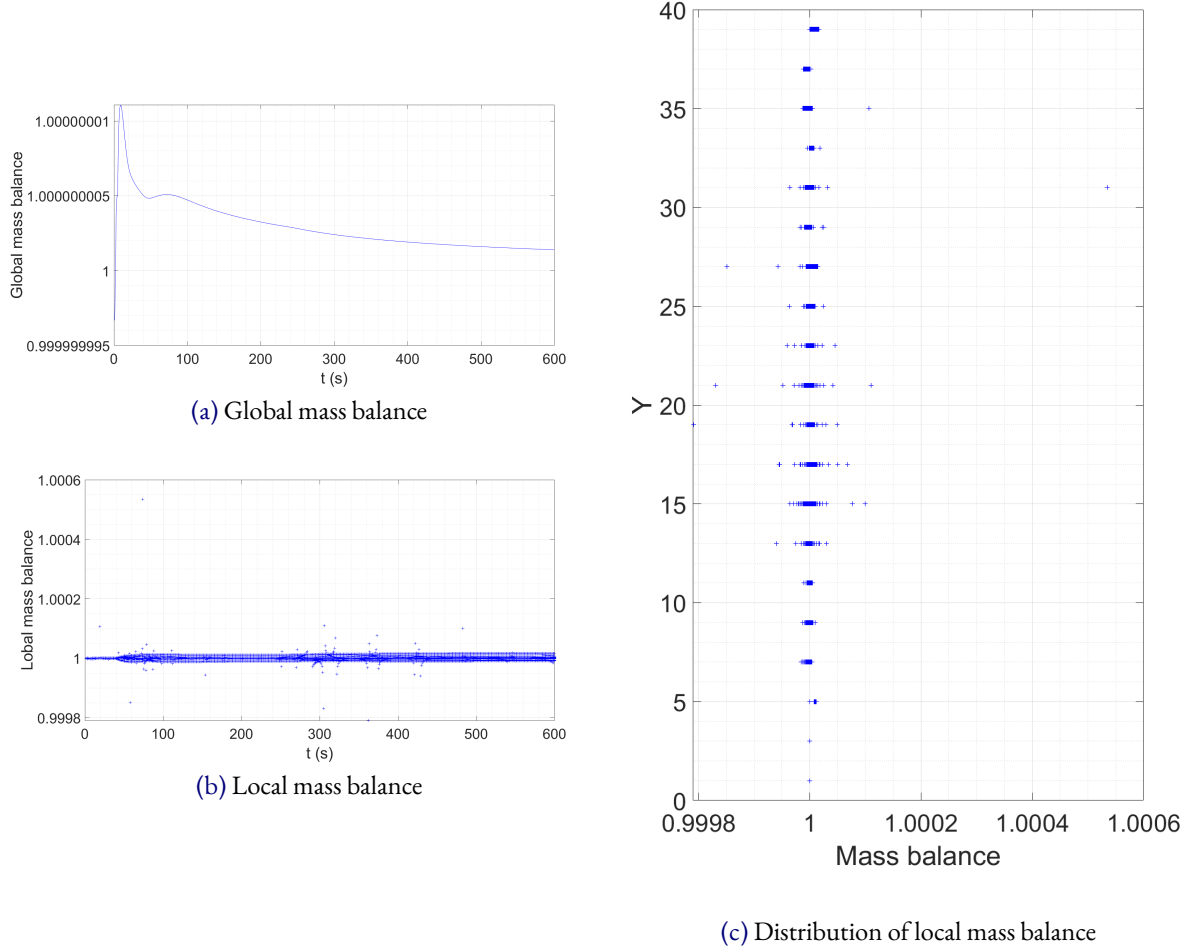 1.00000001
1.000000005
1
0.999999995
Global mass balance
0 100 200 300 400 500 600
t (s)
(a) Global mass balance
1.0006
1.0004
1.0002
1
0.9998
Lobal mass balance
0 100 200 300 400 500 600
t (s)
(b) Local mass balance
40
35
30
25
20
15
10
5
0
Y
0.9998 1 1.0002 1.0004 1.0006
Mass balance
(c) Distribution of local mass balance